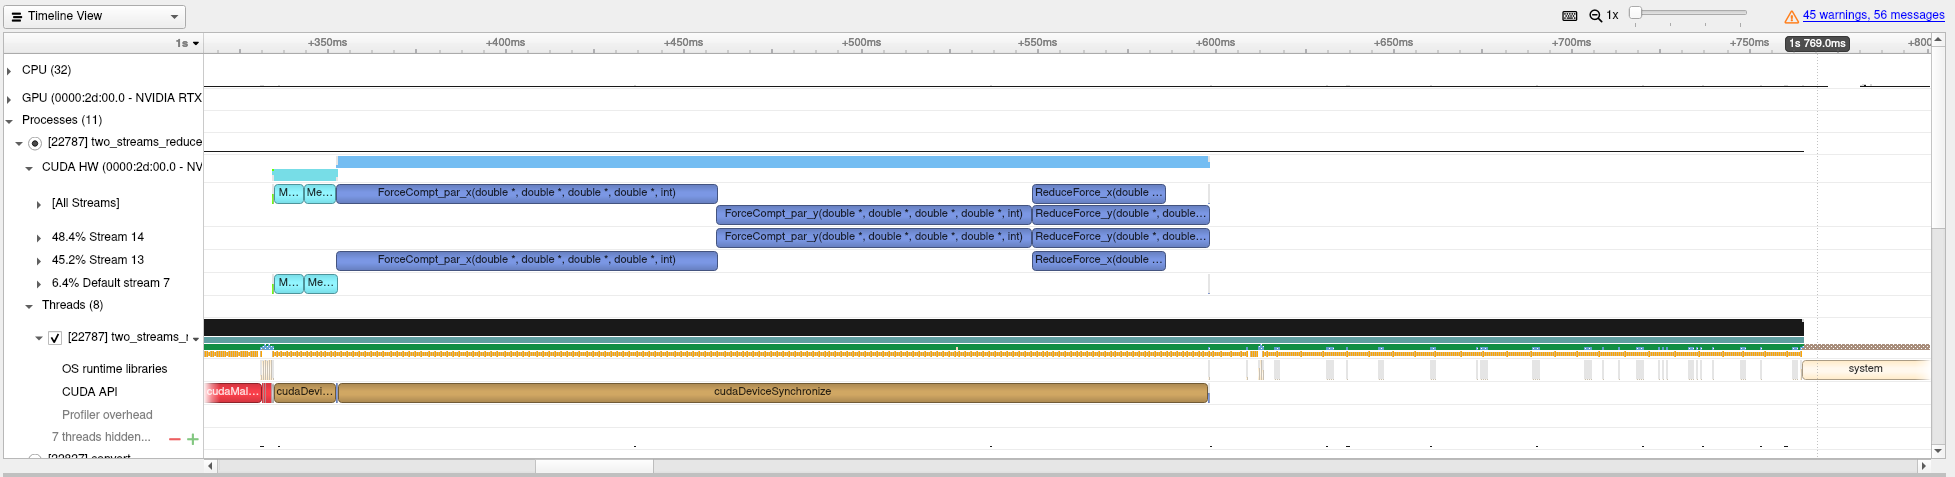 Timeline View
1x
45 warnings, 56 messages
1s
+350ms
+400ms
+450ms
+500ms
+550ms
+600ms
+650ms
+700ms
+750ms
1s 769.0ms
+800
CPU (32)
GPU (0000:2d:00.0 - NVIDIA RTX
Processes (11)
[22787] two_streams_reduce
CUDA HW (0000:2d:00.0 - NV
M... Me... ForceCompt_par_x(double *, double *, double *, double *, int) ReduceForce_x(double ...
[All Streams]
ForceCompt_par_y(double *, double *, double *, double *, int) ReduceForce_y(double *, double...
48.4% Stream 14
ForceCompt_par_y(double *, double *, double *, double *, int) ReduceForce_y(double *, double...
45.2% Stream 13
ForceCompt_par_x(double *, double *, double *, double *, int) ReduceForce_x(double ...
6.4% Default stream 7
M... Me...
Threads (8)
[22787] two_streams_r
OS runtime libraries
system
CUDA API
cudaMal... cudaDevi... cudaDeviceSynchronize
Profiler overhead
7 threads hidden...